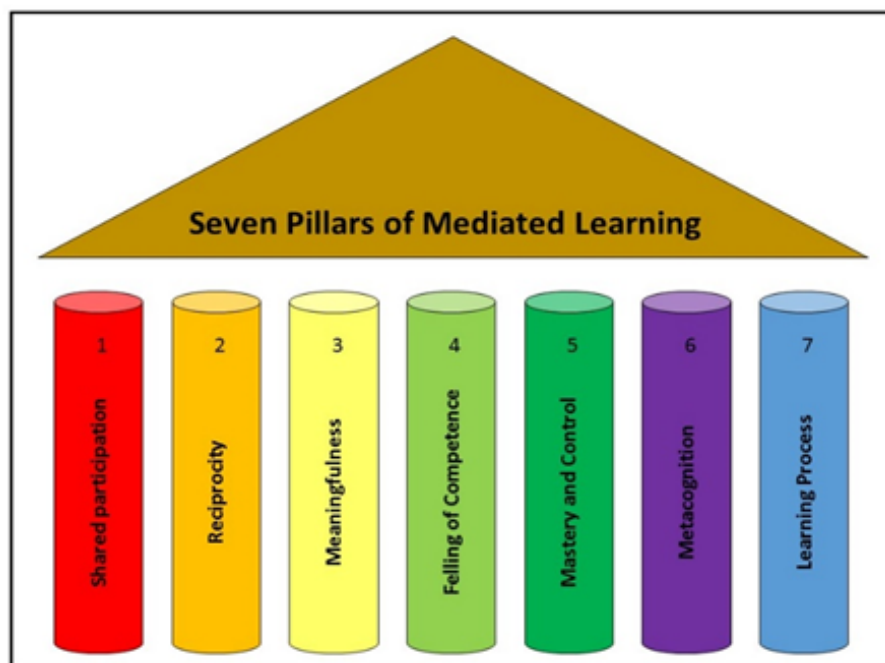 Seven Pillars of Mediated Learning
1
Shared participation
2
Reciprocity
3
Meaningfulness
4
Felling of Competence
5
Mastery and Control
6
Metacognition
7
Learning Process